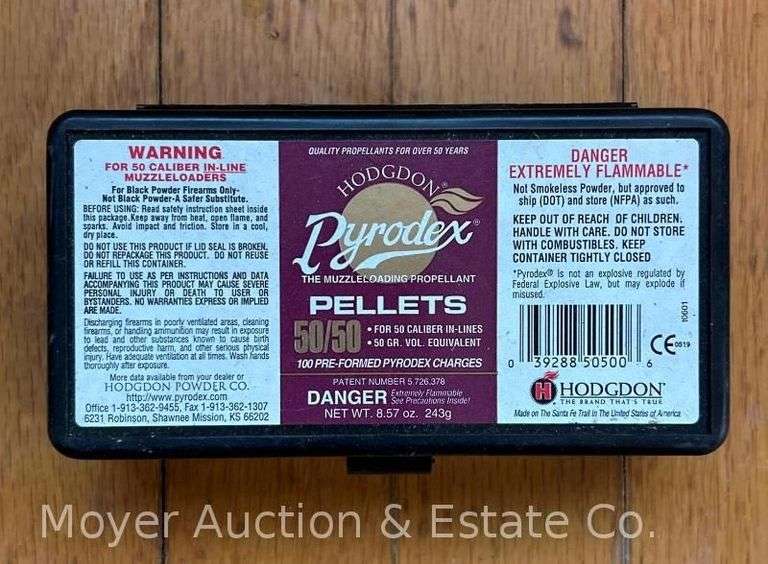 WARNING
FOR 50 CALIBER IN-LINE
MUZZLELOADERS
For Black Powder Firearms Only-
Not Black Powder-A Safer Substitute.
BEFORE USING: Read safety instruction sheet inside
this package. Keep away from heat, open flame, and
sparks. Avoid impact and friction. Store in a cool,
dry place.
DO NOT USE THIS PRODUCT IF LID SEAL IS BROKEN.
DO NOT REPACKAGE THIS PRODUCT. DO NOT REUSE
OR REFILL THIS CONTAINER.
FAILURE TO USE AS PER INSTRUCTIONS AND DATA
ACCOMPANYING THIS PRODUCT MAY CAUSE SEVERE
PERSONAL INJURY OR DEATH TO USER OR
BYSTANDERS. NO WARRANTIES EXPRESS OR IMPLIED
ARE MADE.
Discharging firearms in poorly ventilated areas, cleaning
firearms, or handling ammunition may result in exposure
to lead and other substances known to cause birth
defects, reproductive harm, and other serious physical
injury. Have adequate ventilation at all times. Wash hands
thoroughly after exposure.
More data available from your dealer or
HODGDON POWDER CO.
http://www.pyrodex.com
Office 1-913-362-9455, Fax 1-913-362-1307
6231 Robinson, Shawnee Mission, KS 66202
QUALITY PROPELLANTS FOR OVER 50 YEARS
HODGDON®
Pyrodex®
THE MUZZLELOADING PROPELLANT
PELLETS
50/50
• FOR 50 CALIBER IN-LINES
• 50 GR. VOL. EQUIVALENT
100 PRE-FORMED PYRODEX CHARGES
PATENT NUMBER 5,726,378
DANGER Extremely Flammable
See Precautions Inside!
NET WT. 8.57 oz. 243g
DANGER
EXTREMELY FLAMMABLE*
Not Smokeless Powder, but approved to
ship (DOT) and store (NFPA) as such.
KEEP OUT OF REACH OF CHILDREN.
HANDLE WITH CARE. DO NOT STORE
WITH COMBUSTIBLES. KEEP
CONTAINER TIGHTLY CLOSED
*Pyrodex® is not an explosive regulated by
Federal Explosive Law, but may explode if
misused.
0 39288 50500 6
CE 0519
H HODGDON
THE BRAND THAT'S TRUE
Made on The Santa Fe Trail In The United States of America
Moyer Auction & Estate Co.